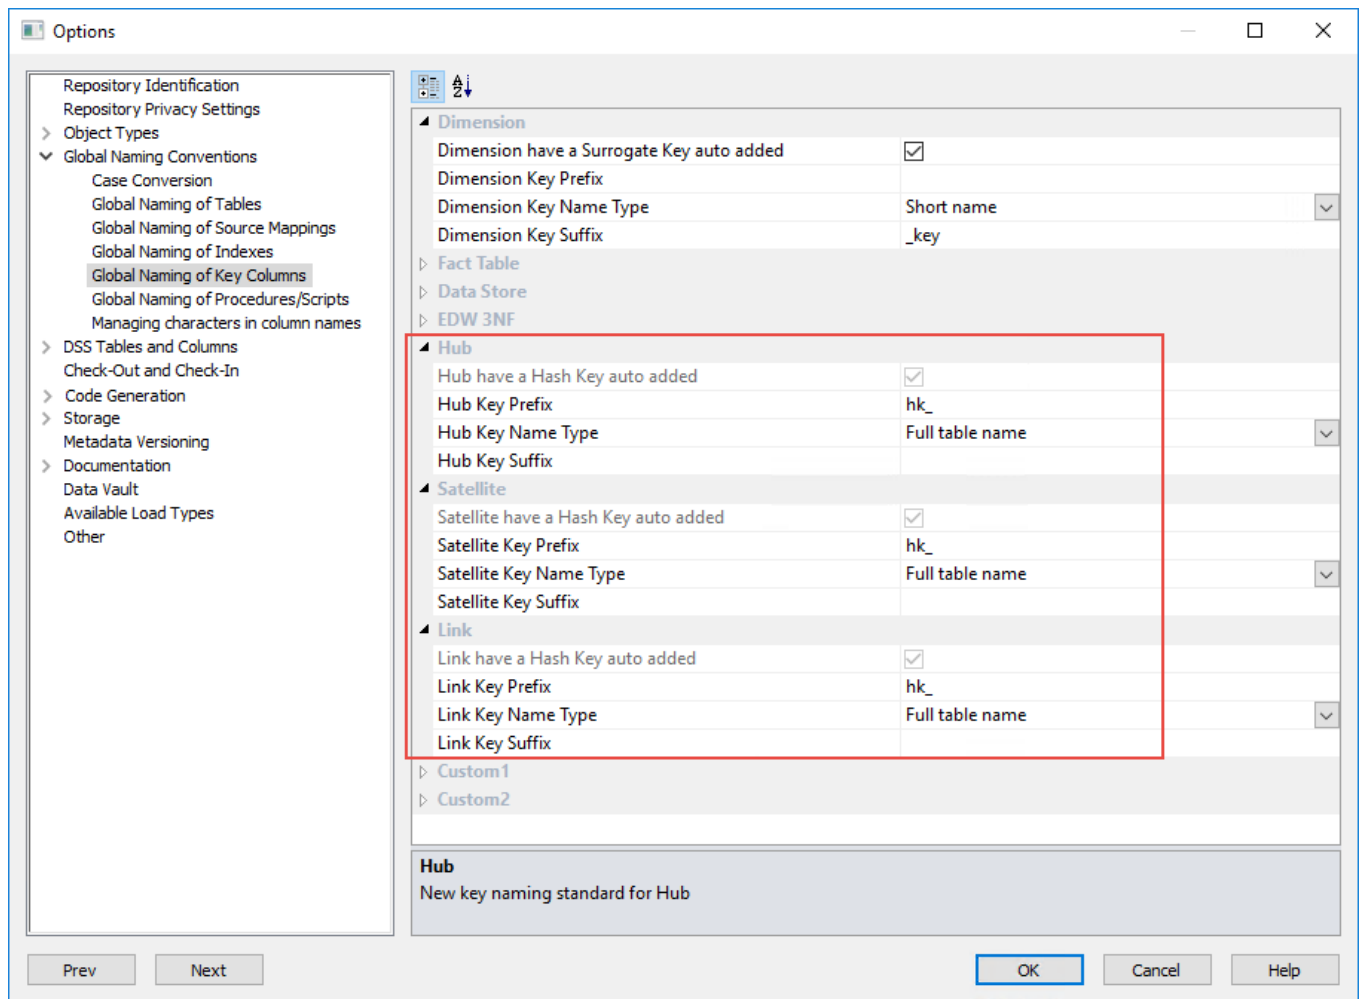 Options
Repository Identification
Repository Privacy Settings
Object Types
Global Naming Conventions
Case Conversion
Global Naming of Tables
Global Naming of Source Mappings
Global Naming of Indexes
Global Naming of Key Columns
Global Naming of Procedures/Scripts
Managing characters in column names
DSS Tables and Columns
Check-Out and Check-In
Code Generation
Storage
Metadata Versioning
Documentation
Data Vault
Available Load Types
Other
A
Z
Dimension
Dimension have a Surrogate Key auto added
Dimension Key Prefix
Dimension Key Name Type Short name
Dimension Key Suffix _key
Fact Table
Data Store
EDW 3NF
Hub
Hub have a Hash Key auto added
Hub Key Prefix hk_
Hub Key Name Type Full table name
Hub Key Suffix
Satellite
Satellite have a Hash Key auto added
Satellite Key Prefix hk_
Satellite Key Name Type Full table name
Satellite Key Suffix
Link
Link have a Hash Key auto added
Link Key Prefix hk_
Link Key Name Type Full table name
Link Key Suffix
Custom1
Custom2
Hub
New key naming standard for Hub
Prev Next OK Cancel Help